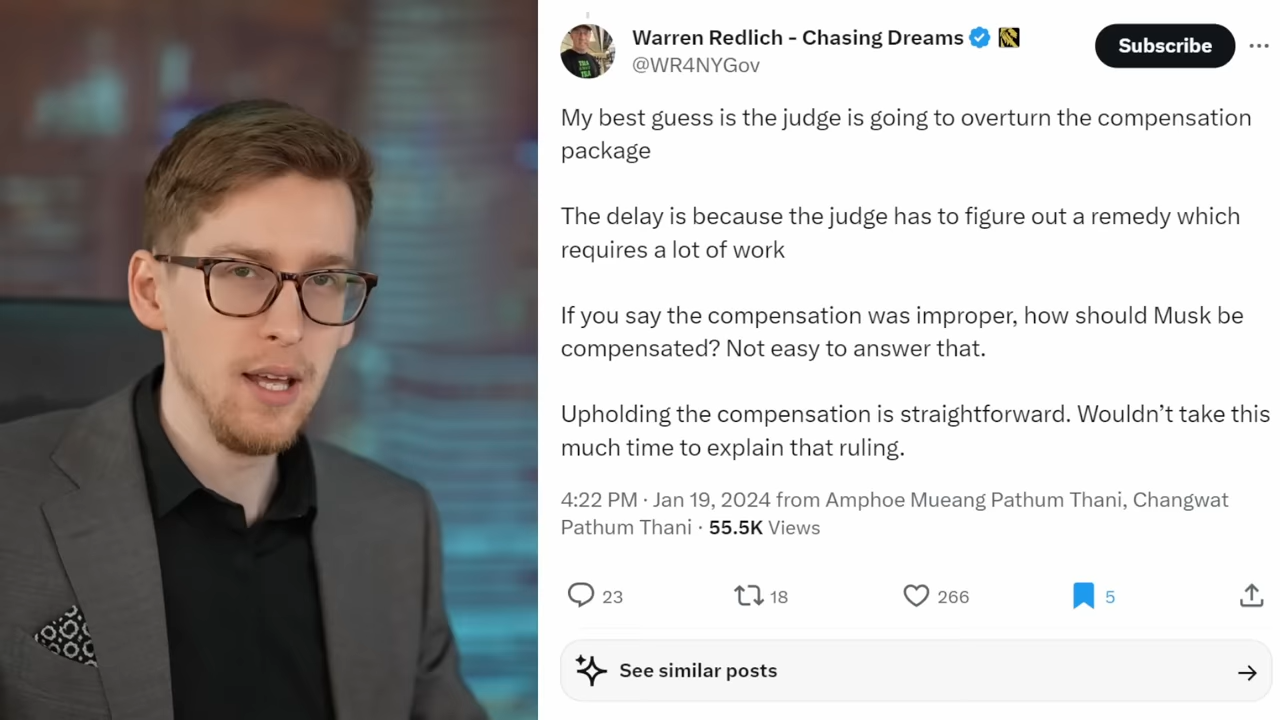 Warren Redlich - Chasing Dreams
@WR4NYGov
Subscribe
My best guess is the judge is going to overturn the compensation
package
The delay is because the judge has to figure out a remedy which
requires a lot of work
If you say the compensation was improper, how should Musk be
compensated? Not easy to answer that.
Upholding the compensation is straightforward. Wouldn’t take this
much time to explain that ruling.
4:22 PM · Jan 19, 2024 from Amphoe Mueang Pathum Thani, Changwat
Pathum Thani · 55.5K Views
23 18 266 5
See similar posts